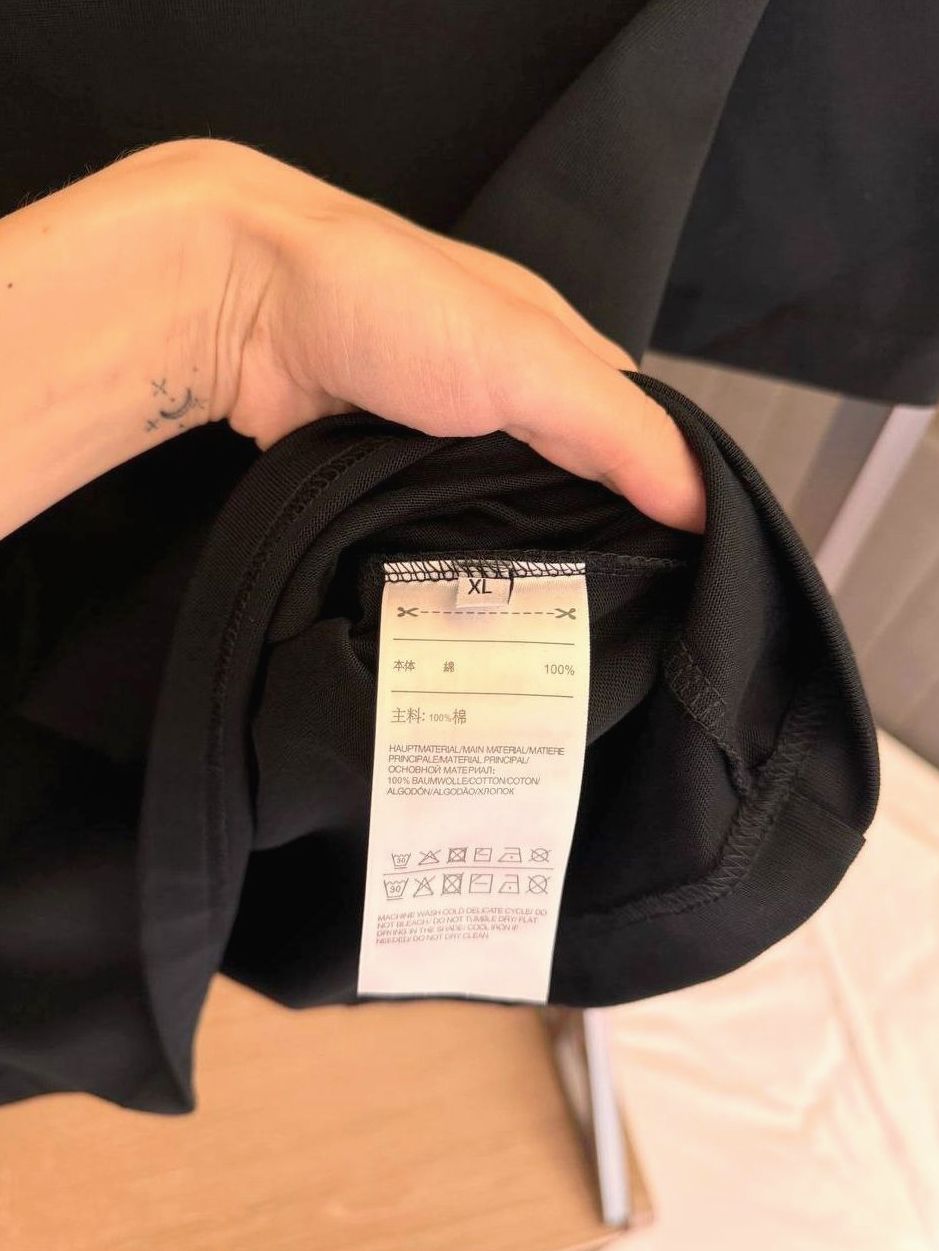 XL
本体 綿 100%
主料: 100%棉
HAUPTMATERIAL/MAIN MATERIAL/MATIERE
PRINCIPALE/MATERIAL PRINCIPAL/
ОСНОВНОЙ МАТЕРИАЛ:
100% BAUMWOLLE/COTTON/COTON/
ALGODÓN/ALGODÃO/ХЛОПОК
30
30
MACHINE WASH COLD DELICATE CYCLE/ DO
NOT BLEACH/ DO NOT TUMBLE DRY/ FLAT
DRYING IN THE SHADE/ COOL IRON IF
NEEDED/ DO NOT DRY CLEAN